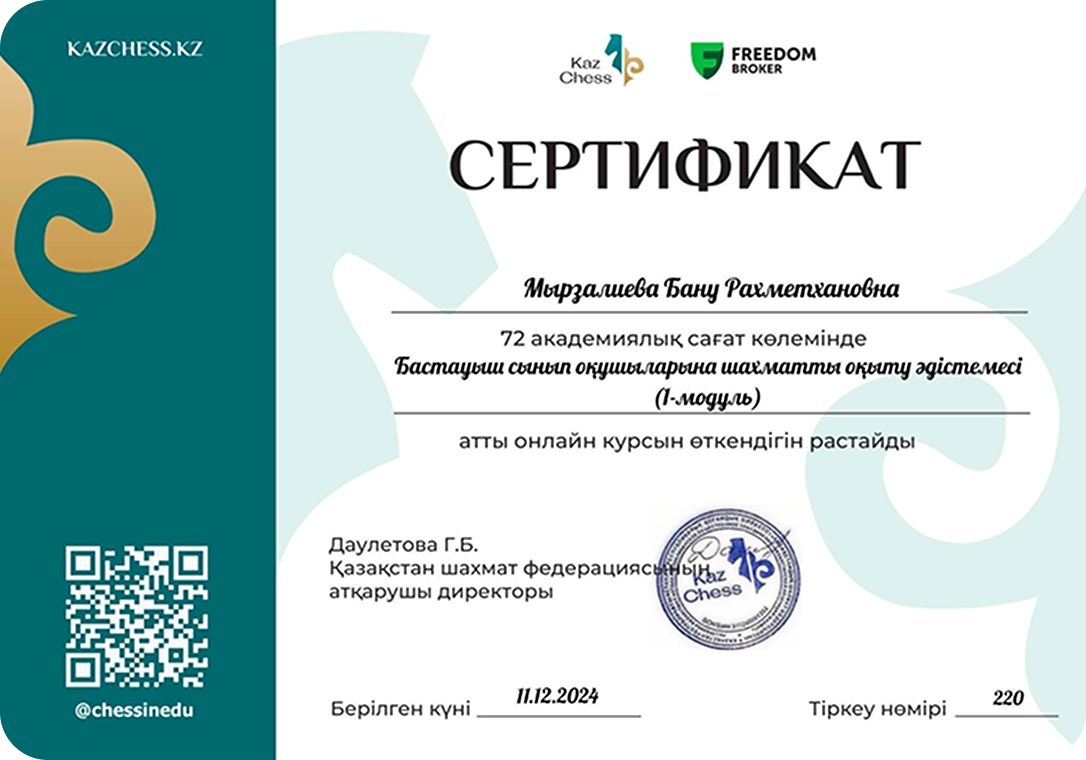 KAZCHESS.KZ
Kaz
Chess
FREEDOM
BROKER
СЕРТИФИКАТ
Мырзалиева Бану Рахметхановна
72 академиялық сағат көлемінде
Бастауыш сынып оқушыларына шахматты оқыту әдістемесі
(1-модуль)
атты онлайн курсын өткендігін растайды
Даулетова Г.Б.
Қазақстан шахмат федерациясының
атқарушы директоры
Kaz
Chess
@chessinedu
Берілген күні 11.12.2024
Тіркеу нөмірі 220